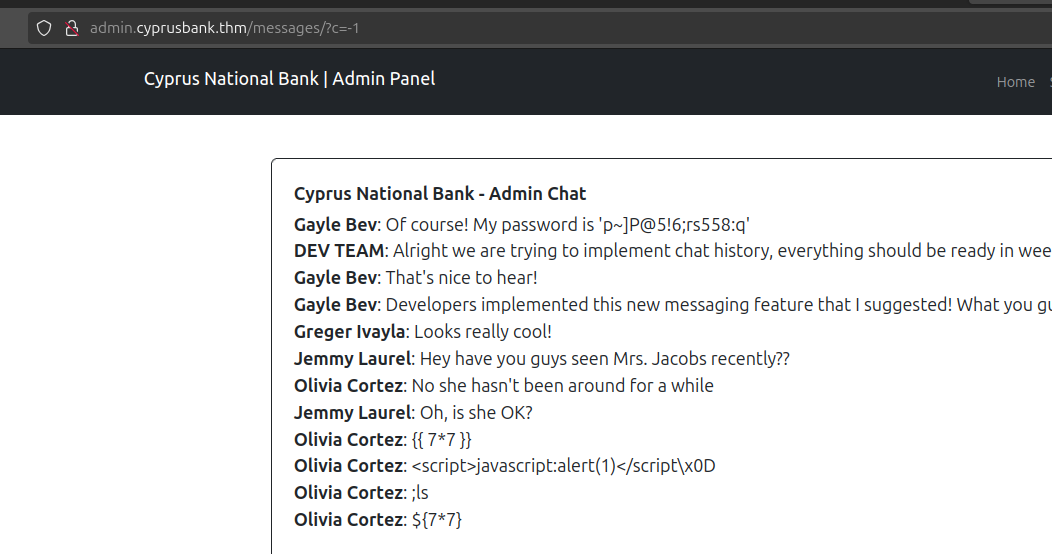 admin.cyprusbank.thm/messages/?c=-1
Cyprus National Bank | Admin Panel
Home
Cyprus National Bank - Admin Chat
Gayle Bev: Of course! My password is 'p~]P@5!6;rs558:q'
DEV TEAM: Alright we are trying to implement chat history, everything should be ready in wee
Gayle Bev: That's nice to hear!
Gayle Bev: Developers implemented this new messaging feature that I suggested! What you gu
Greger Ivayla: Looks really cool!
Jemmy Laurel: Hey have you guys seen Mrs. Jacobs recently??
Olivia Cortez: No she hasn't been around for a while
Jemmy Laurel: Oh, is she OK?
Olivia Cortez: {{ 7*7 }}
Olivia Cortez: <script>javascript:alert(1)</script\x0D
Olivia Cortez: ;ls
Olivia Cortez: ${7*7}